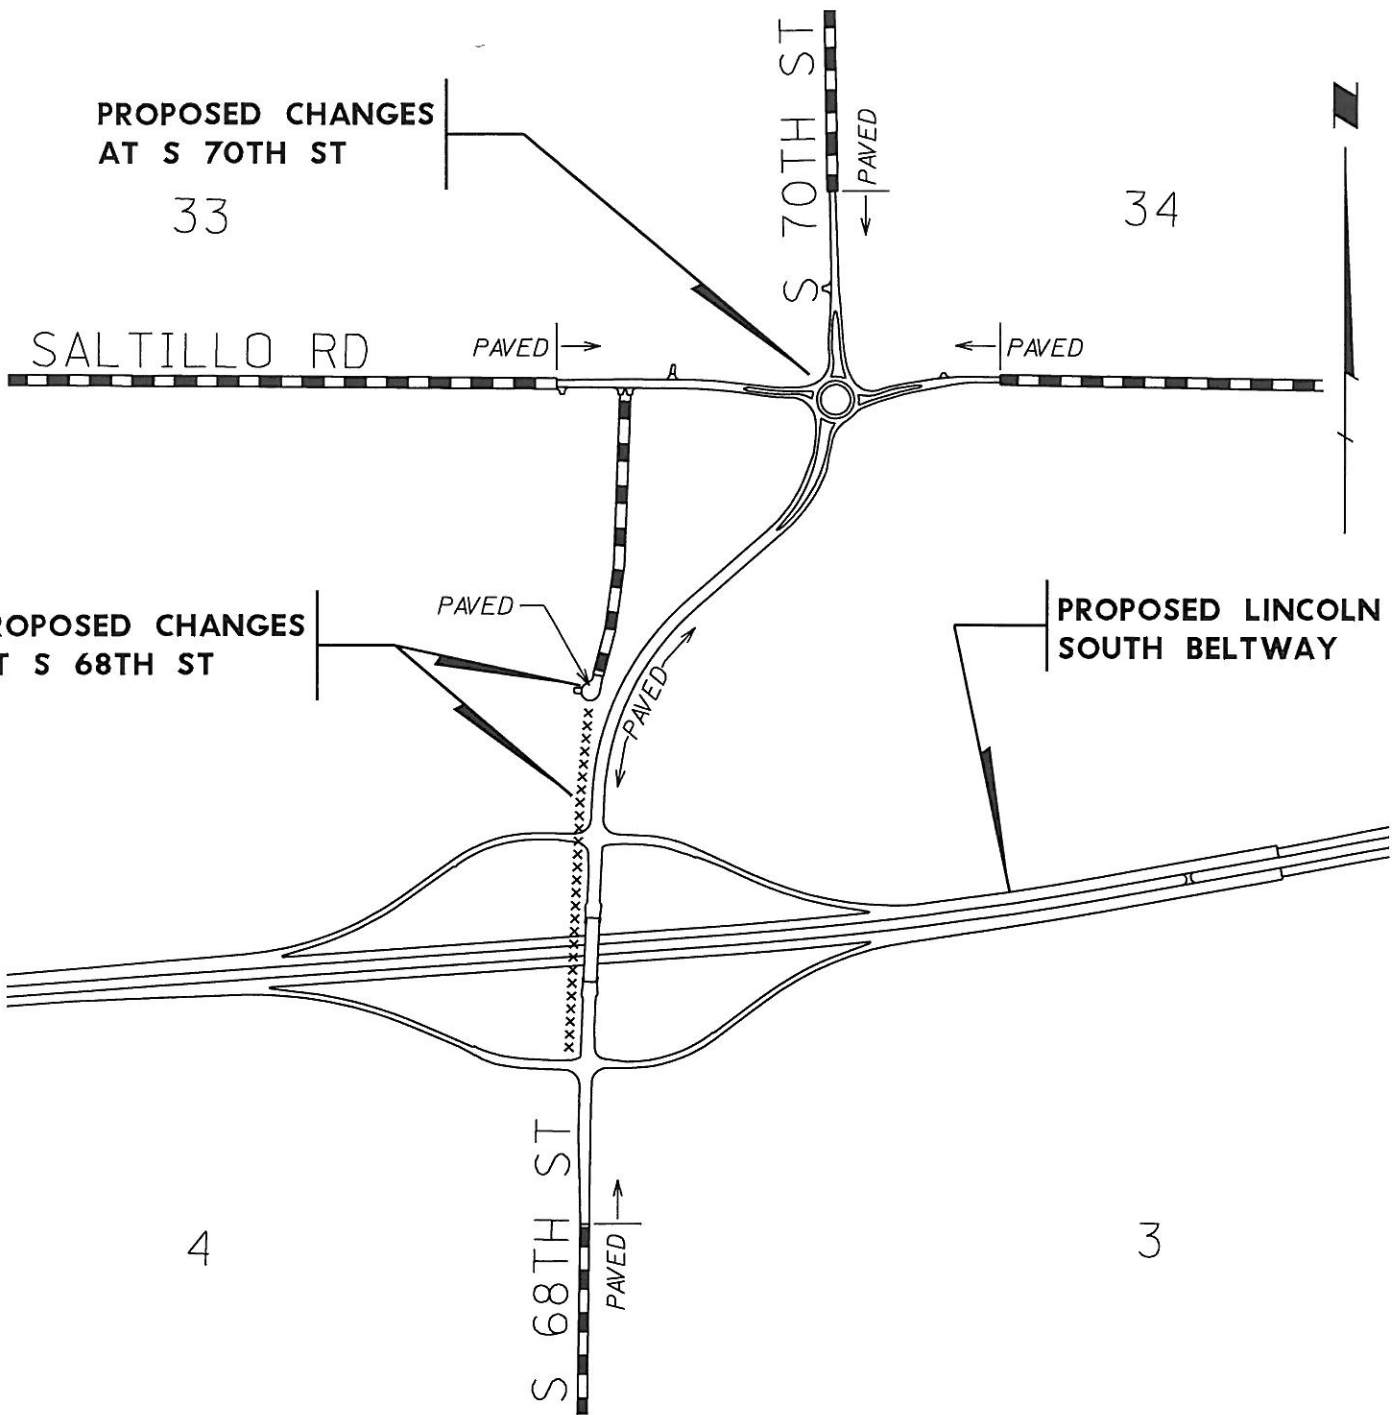 S 70TH ST
PROPOSED CHANGES
AT S 70TH ST
PAVED
33
34
SALTILLO RD
PAVED
PAVED
PAVED
ROPOSED CHANGES
T S 68TH ST
PROPOSED LINCOLN
SOUTH BELTWAY
PAVED
S 68TH ST
4
3
PAVED